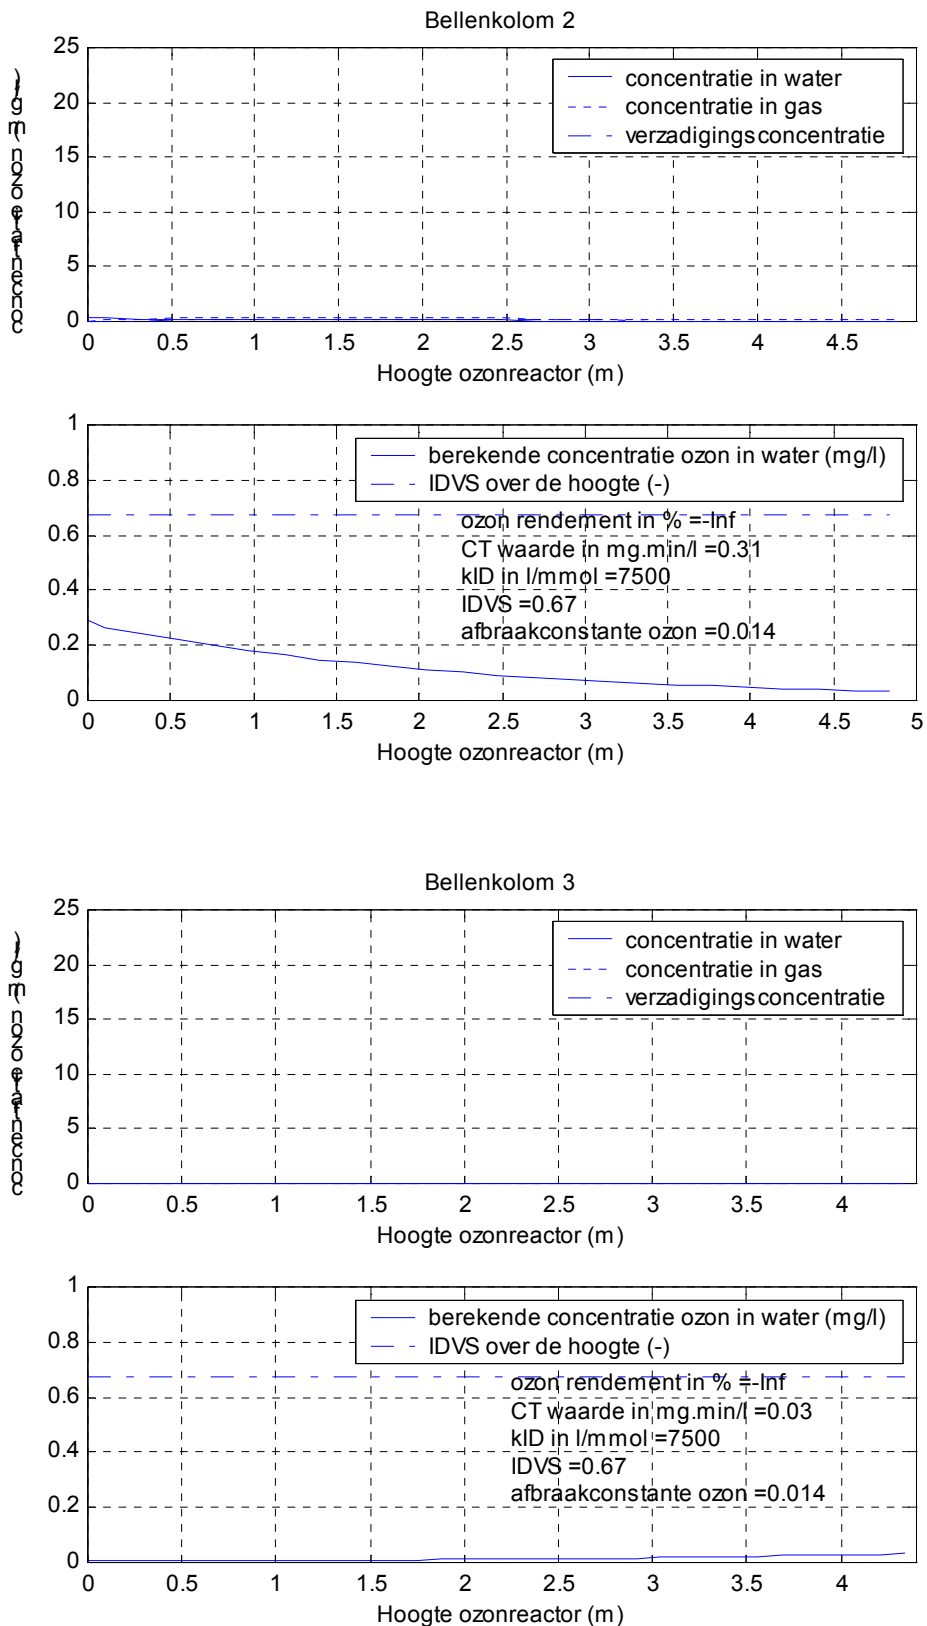 Bellenkolom 2
concentratie ozon (mg/l)
25
20
15
10
5
0
concentratie in water
concentratie in gas
verzadigingsconcentratie
0 0.5 1 1.5 2 2.5 3 3.5 4 4.5
Hoogte ozonreactor (m)
1
0.8
0.6
0.4
0.2
0
berekende concentratie ozon in water (mg/l)
IDVS over de hoogte (-)
ozon rendement in % =-Inf
CT waarde in mg.min/l =0.31
kID in l/mmol =7500
IDVS =0.67
afbraakconstante ozon =0.014
0 0.5 1 1.5 2 2.5 3 3.5 4 4.5 5
Hoogte ozonreactor (m)
Bellenkolom 3
concentratie ozon (mg/l)
25
20
15
10
5
0
concentratie in water
concentratie in gas
verzadigingsconcentratie
0 0.5 1 1.5 2 2.5 3 3.5 4
Hoogte ozonreactor (m)
1
0.8
0.6
0.4
0.2
0
berekende concentratie ozon in water (mg/l)
IDVS over de hoogte (-)
ozon rendement in % =-Inf
CT waarde in mg.min/l =0.03
kID in l/mmol =7500
IDVS =0.67
afbraakconstante ozon =0.014
0 0.5 1 1.5 2 2.5 3 3.5 4
Hoogte ozonreactor (m)